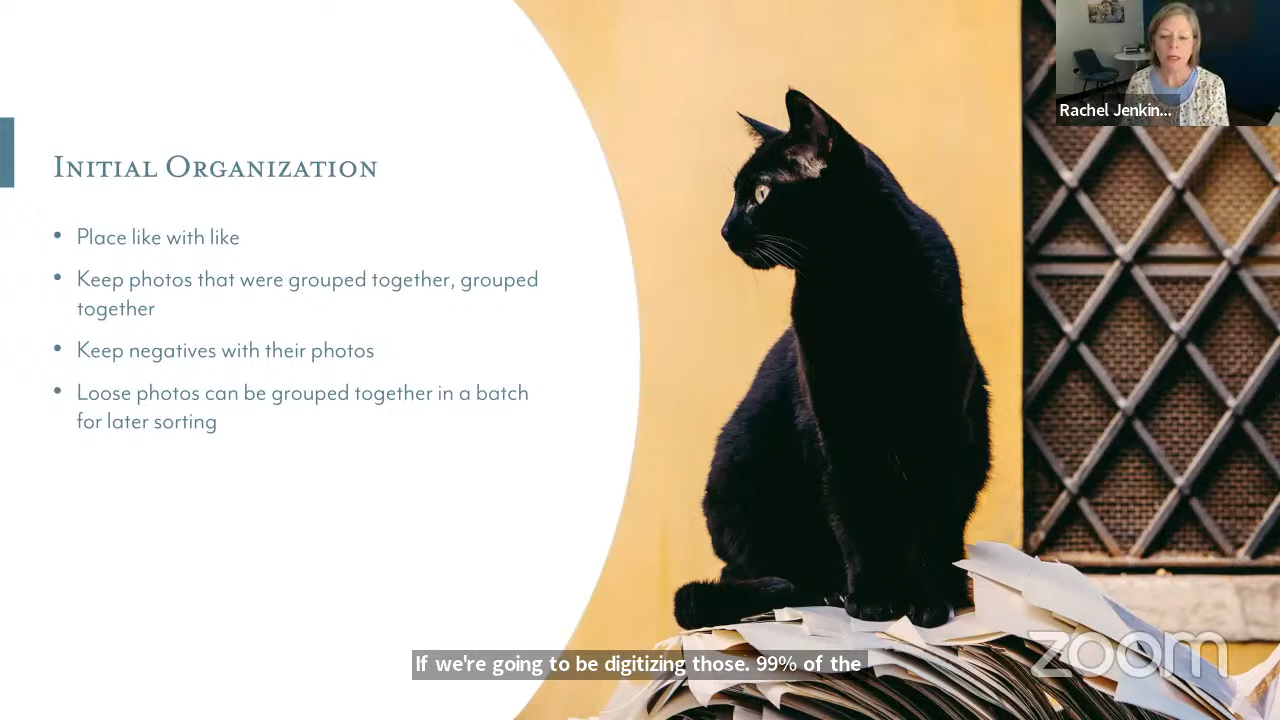 Rachel Jenkin...
INITIAL ORGANIZATION
• Place like with like
• Keep photos that were grouped together, grouped
together
• Keep negatives with their photos
• Loose photos can be grouped together in a batch
for later sorting
If we're going to be digitizing those. 99% of the
zoom